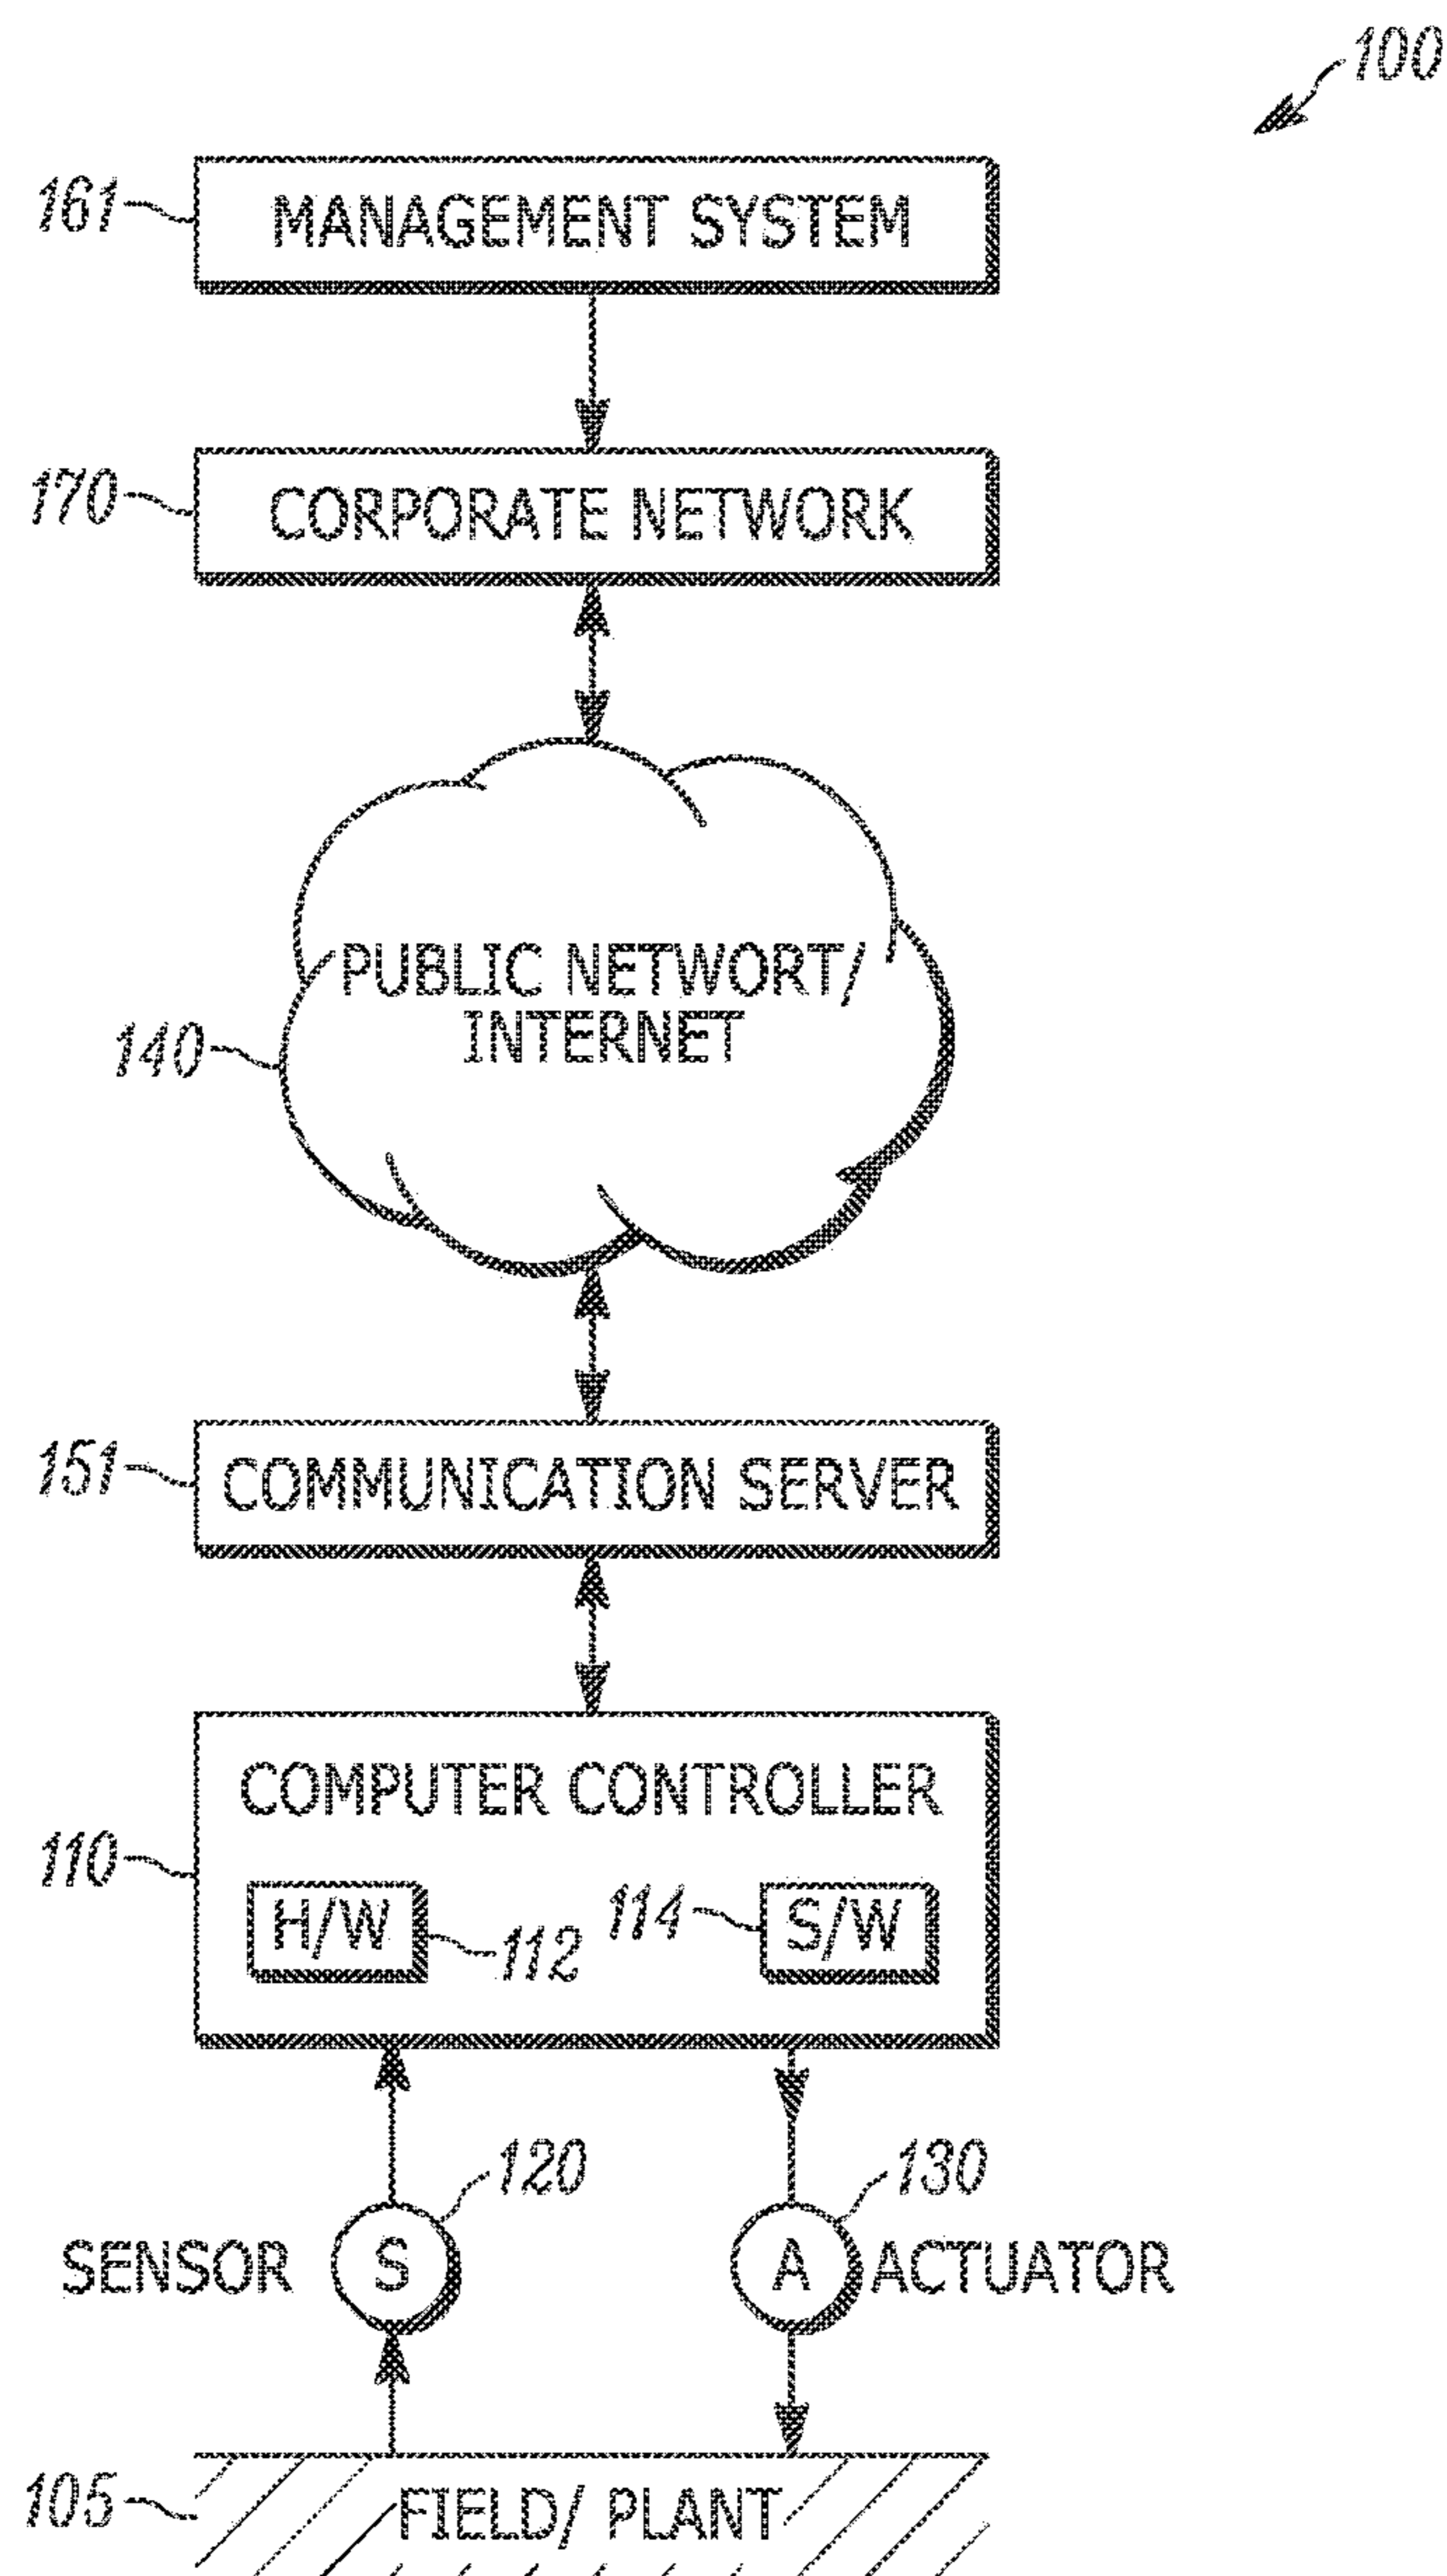 100
161
MANAGEMENT SYSTEM
170
CORPORATE NETWORK
PUBLIC NETWORT/
INTERNET
140
151
COMMUNICATION SERVER
COMPUTER CONTROLLER
110
H/W
112
114
S/W
120
130
SENSOR
S
A
ACTUATOR
105
FIELD/ PLANT